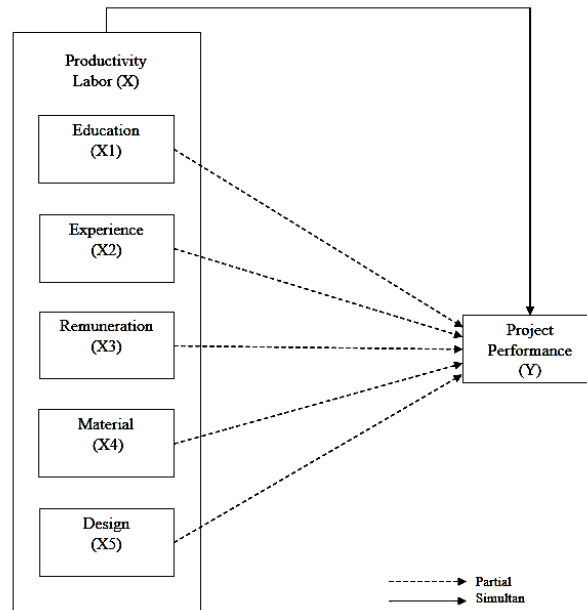 Productivity
Labor (X)
Education
(X1)
Experience
(X2)
Remuneration
(X3)
Material
(X4)
Design
(X5)
Project
Performance
(Y)
Partial
Simultan